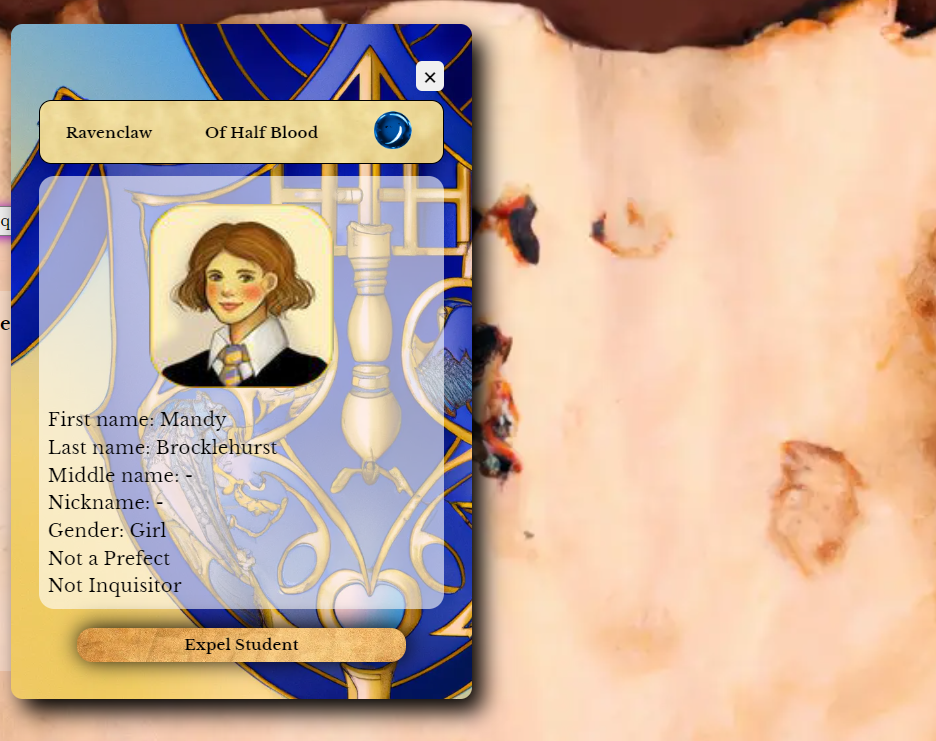 ×
Ravenclaw Of Half Blood
q
e
First name: Mandy
Last name: Brocklehurst
Middle name: -
Nickname: -
Gender: Girl
Not a Prefect
Not Inquisitor
Expel Student